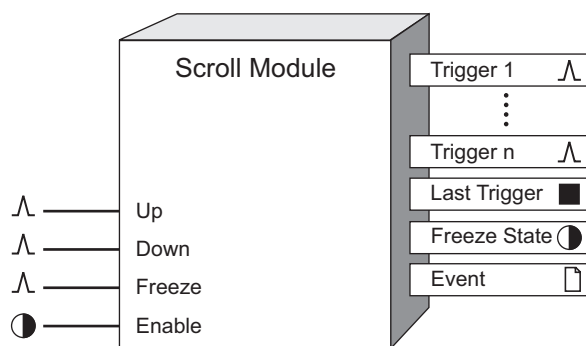 Scroll Module
Trigger 1
Trigger n
Last Trigger
Freeze State
Event
Up
Down
Freeze
Enable